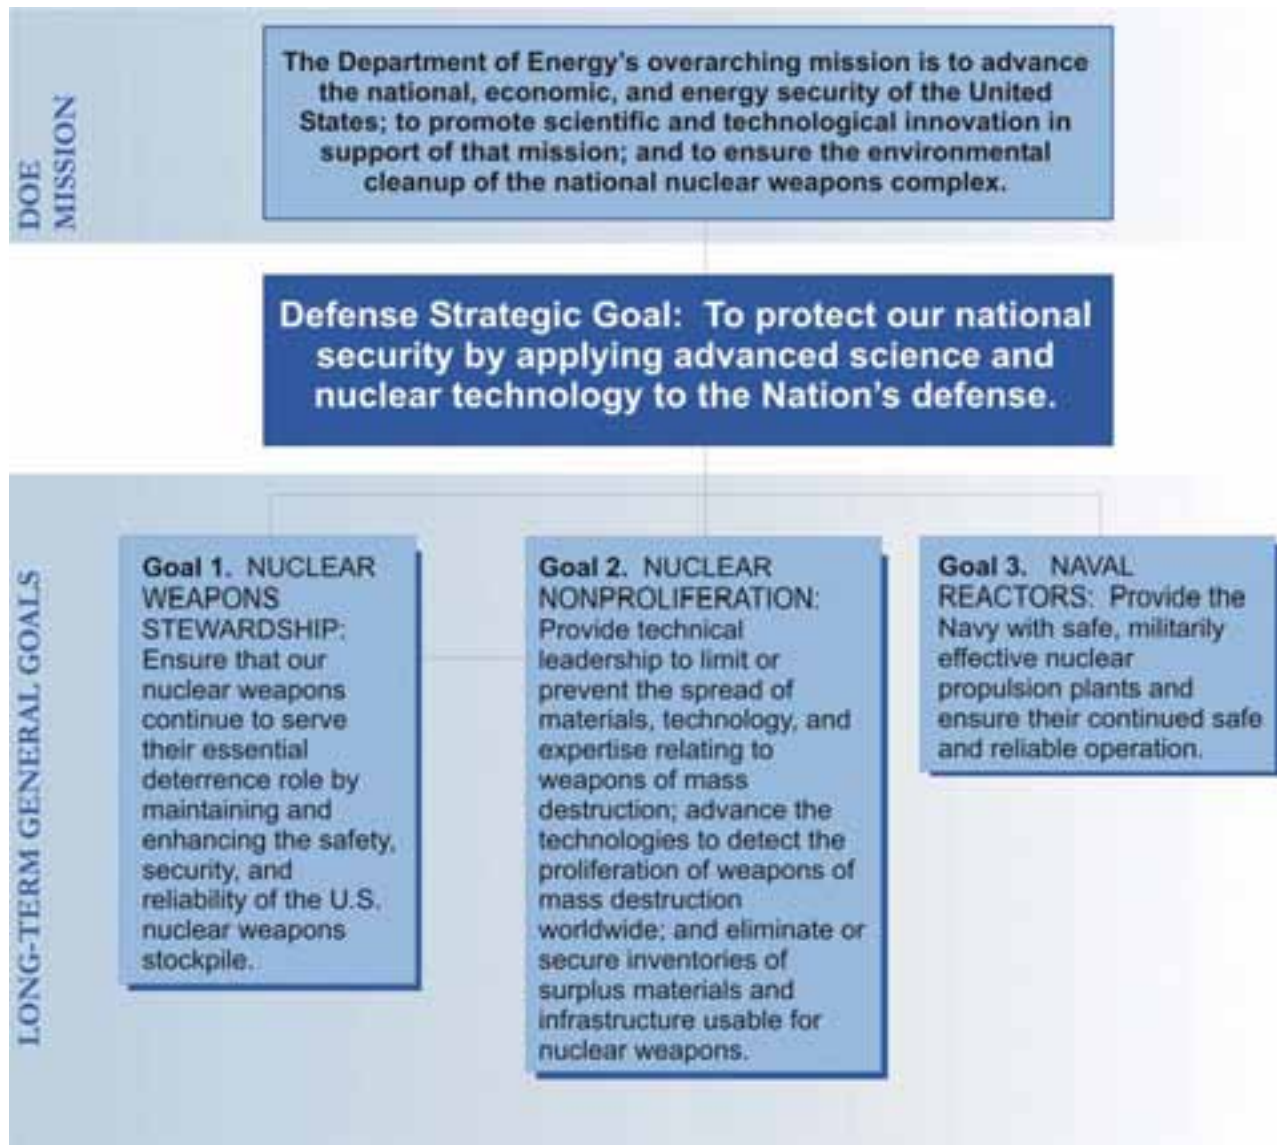 DOE
MISSION
The Department of Energy's overarching mission is to advance
the national, economic, and energy security of the United
States; to promote scientific and technological innovation in
support of that mission; and to ensure the environmental
cleanup of the national nuclear weapons complex.
Defense Strategic Goal: To protect our national
security by applying advanced science and
nuclear technology to the Nation's defense.
LONG-TERM GENERAL GOALS
Goal 1. NUCLEAR
WEAPONS
STEWARDSHIP:
Ensure that our
nuclear weapons
continue to serve
their essential
deterrence role by
maintaining and
enhancing the safety,
security, and
reliability of the U.S.
nuclear weapons
stockpile.
Goal 2. NUCLEAR
NONPROLIFERATION:
Provide technical
leadership to limit or
prevent the spread of
materials, technology, and
expertise relating to
weapons of mass
destruction; advance the
technologies to detect the
proliferation of weapons of
mass destruction
worldwide; and eliminate or
secure inventories of
surplus materials and
infrastructure usable for
nuclear weapons.
Goal 3. NAVAL
REACTORS: Provide the
Navy with safe, militarily
effective nuclear
propulsion plants and
ensure their continued safe
and reliable operation.